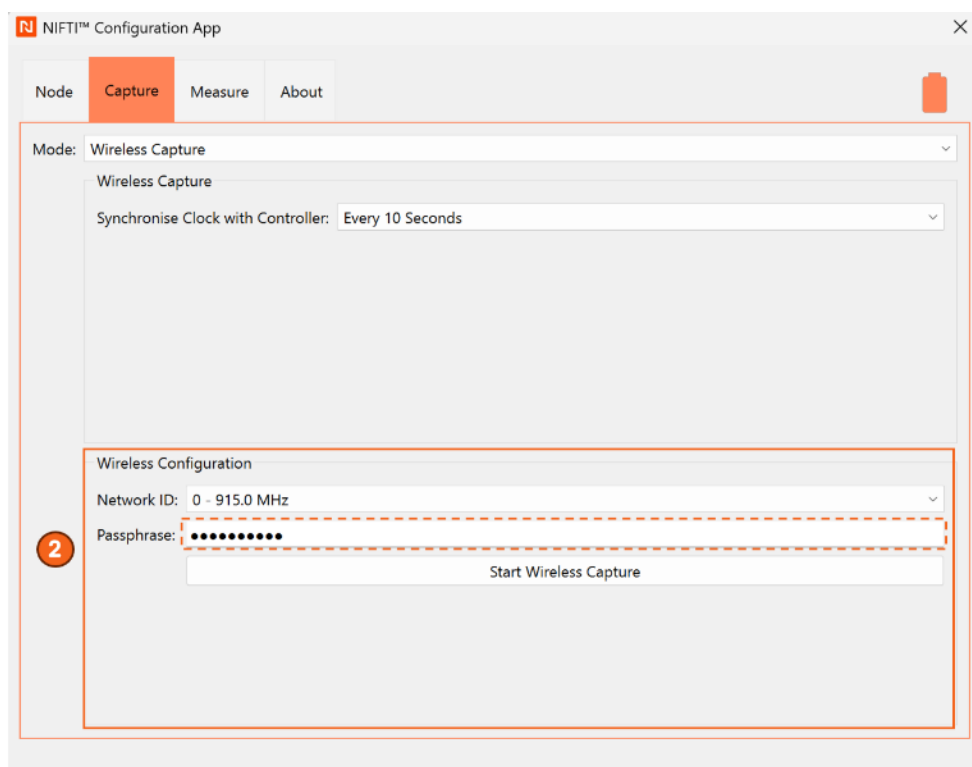 N NIFTI™ Configuration App
Node Capture Measure About
Mode: Wireless Capture
Wireless Capture
Synchronise Clock with Controller: Every 10 Seconds
Wireless Configuration
Network ID: 0 - 915.0 MHz
Passphrase: ●●●●●●●●●●
2
Start Wireless Capture